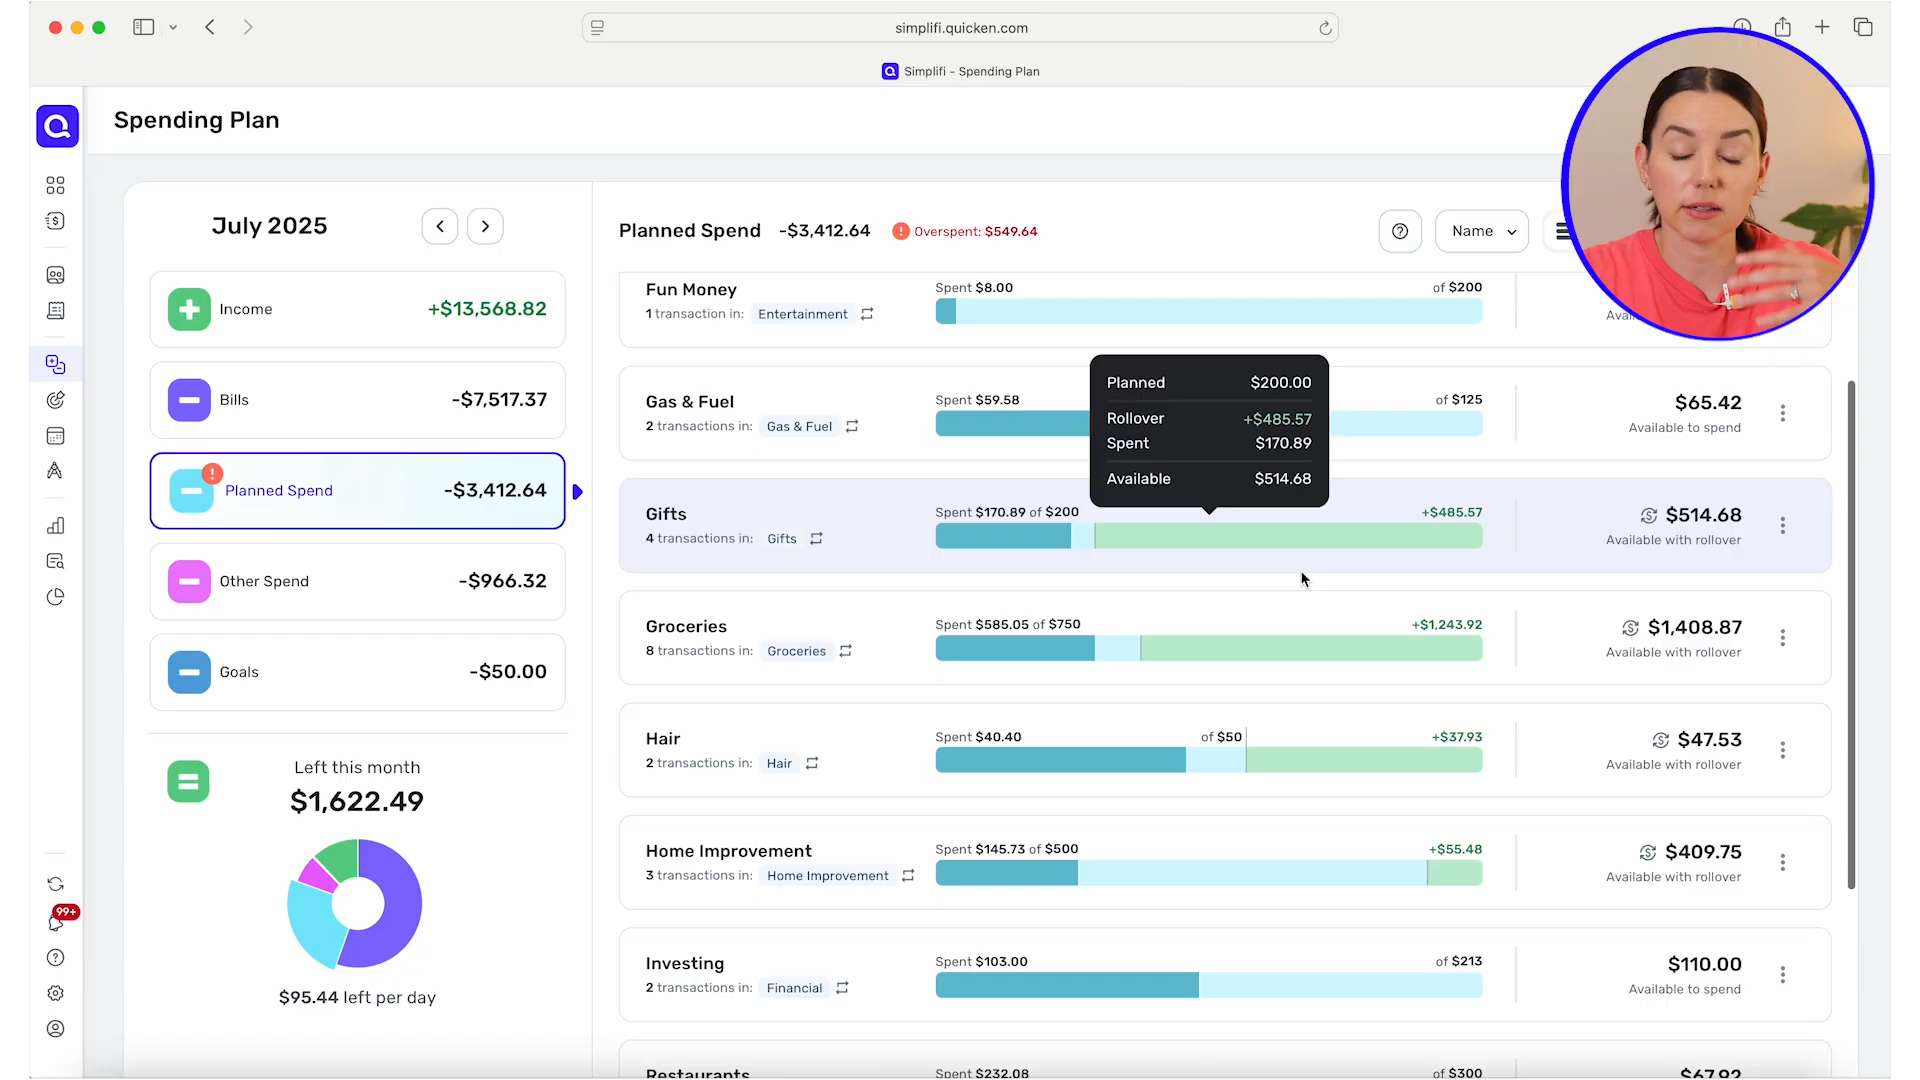 simplifi.quicken.com
Simplifi - Spending Plan
Spending Plan
July 2025
Income +$13,568.82
Bills -$7,517.37
Planned Spend -$3,412.64
Other Spend -$966.32
Goals -$50.00
Left this month
$1,622.49
$95.44 left per day
99+
Planned Spend -$3,412.64 Overspent: $549.64
Name
Fun Money Spent $8.00 of $200
1 transaction in: Entertainment
Gas & Fuel Spent $59.58 of $125 $65.42
2 transactions in: Gas & Fuel Available to spend
Planned $200.00
Rollover +$485.57
Spent $170.89
Available $514.68
Gifts Spent $170.89 of $200 +$485.57 $514.68
4 transactions in: Gifts Available with rollover
Groceries Spent $585.05 of $750 +$1,243.92 $1,408.87
8 transactions in: Groceries Available with rollover
Hair Spent $40.40 of $50 +$37.93 $47.53
2 transactions in: Hair Available with rollover
Home Improvement Spent $145.73 of $500 +$55.48 $409.75
3 transactions in: Home Improvement Available with rollover
Investing Spent $103.00 of $213 $110.00
2 transactions in: Financial Available to spend
Restaurants Spent $232.08 of $300 $67.92